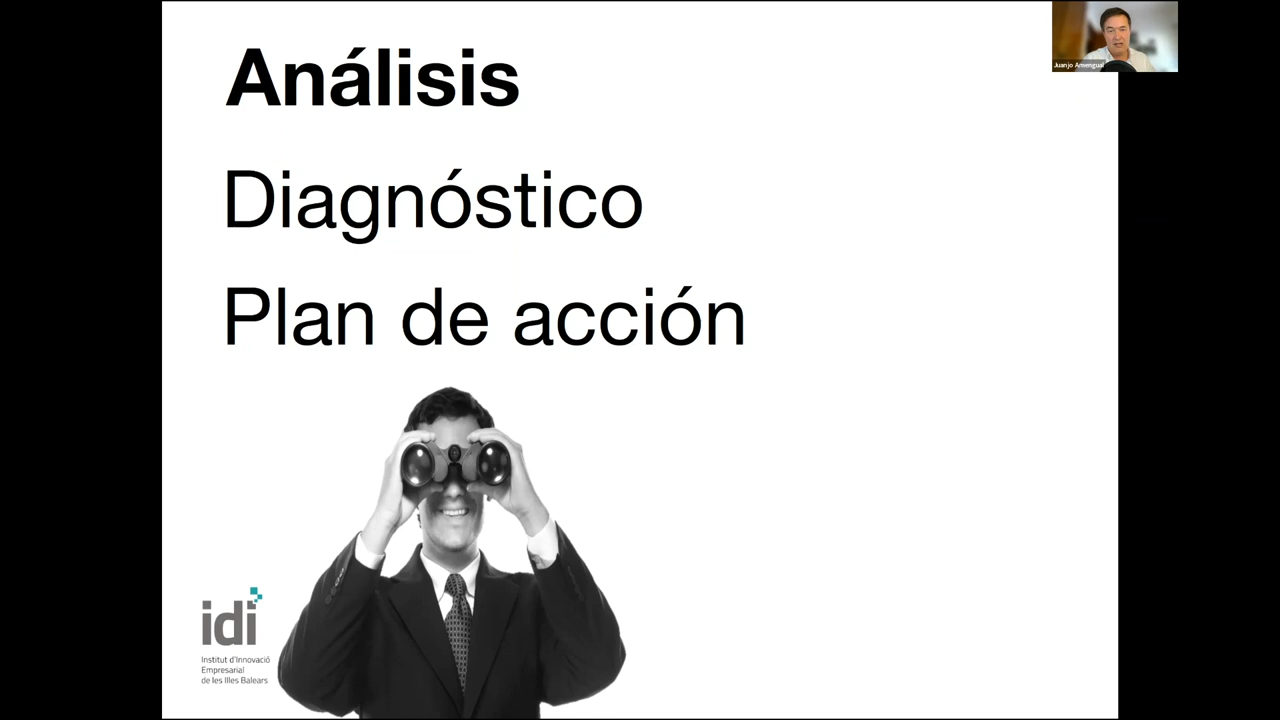 Análisis
Diagnóstico
Plan de acción
idi
Institut d'Innovació
Empresarial
de les Illes Balears
Juanjo Amengual